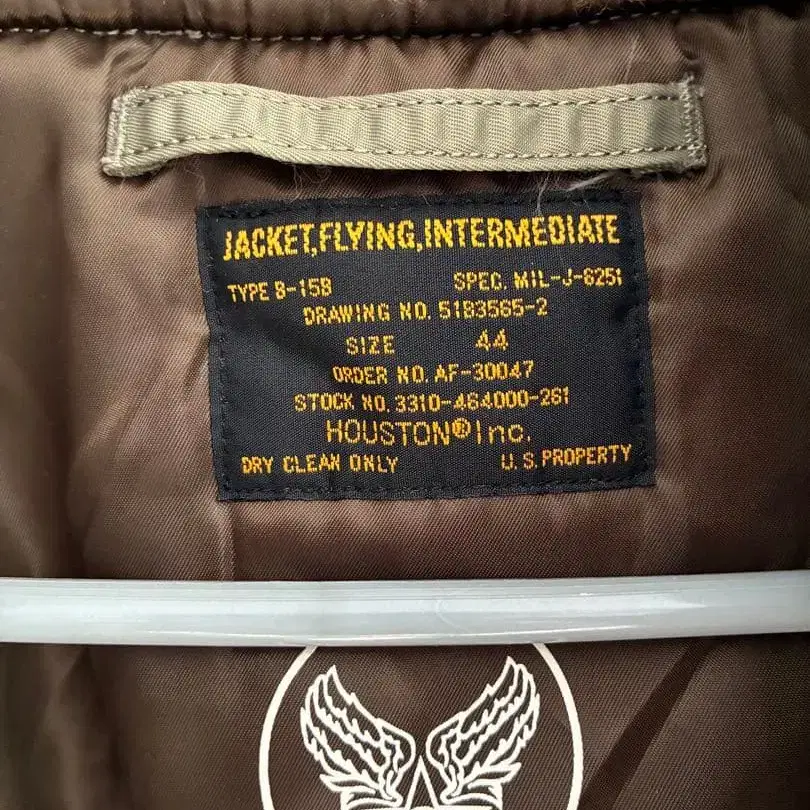 JACKET,FLYING,INTERMEDIATE
TYPE B-15B SPEC. MIL-J-6251
DRAWING NO. 51B3565-2
SIZE 44
ORDER NO. AF-30047
STOCK NO. 3310-464000-261
HOUSTON® Inc.
DRY CLEAN ONLY U.S. PROPERTY